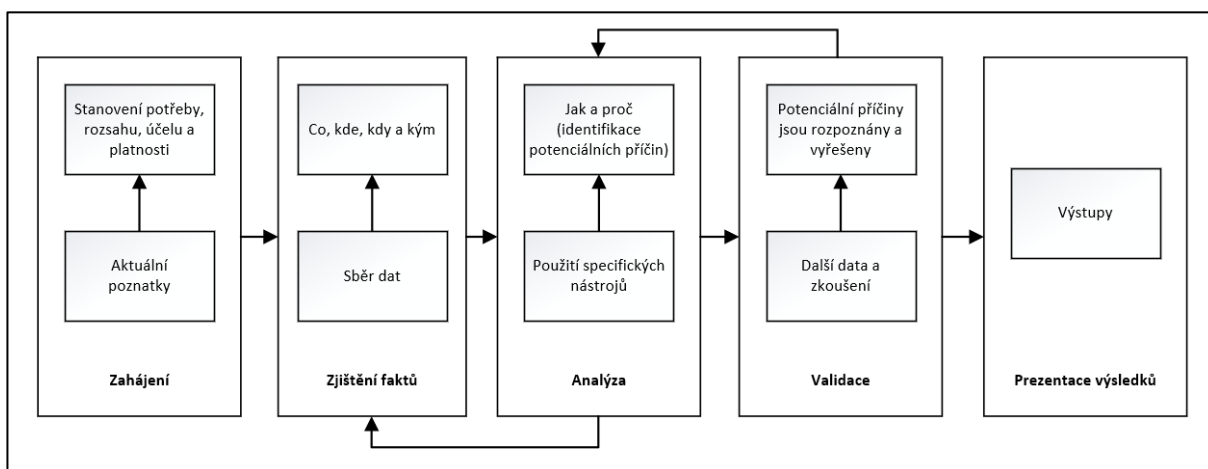 Stanovení potřeby,
rozsahu, účelu a
platnosti
Aktuální
poznatky
Zahájení
Co, kde, kdy a kým
Sběr dat
Zjištění faktů
Jak a proč
(identifikace
potenciálních příčin)
Použití specifických
nástrojů
Analýza
Potenciální příčiny
jsou rozpoznány a
vyřešeny
Další data a
zkoušení
Validace
Výstupy
Prezentace výsledků